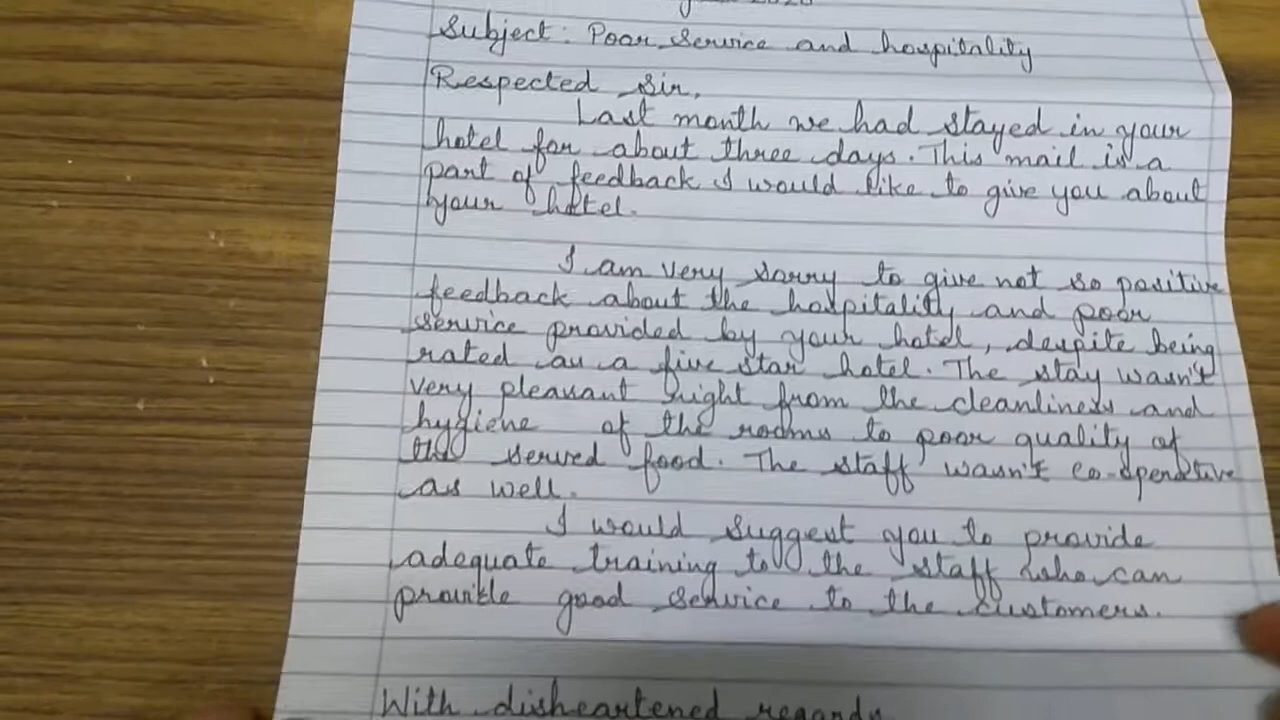 Subject: Poor service and hospitality
Respected sir,
Last month we had stayed in your
hotel for about three days. This mail is a
part of feedback I would like to give you about
your hotel.
I am very sorry to give not so positive
feedback about the hospitality and poor
service provided by your hotel, despite being
rated as a five star hotel. The stay wasn't
very pleasant right from the cleanliness and
hygiene of the rooms to poor quality of
the served food. The staff wasn't co-operative
as well.
I would suggest you to provide
adequate training to the staff who can
provide good service to the customers.
With disheartened regards